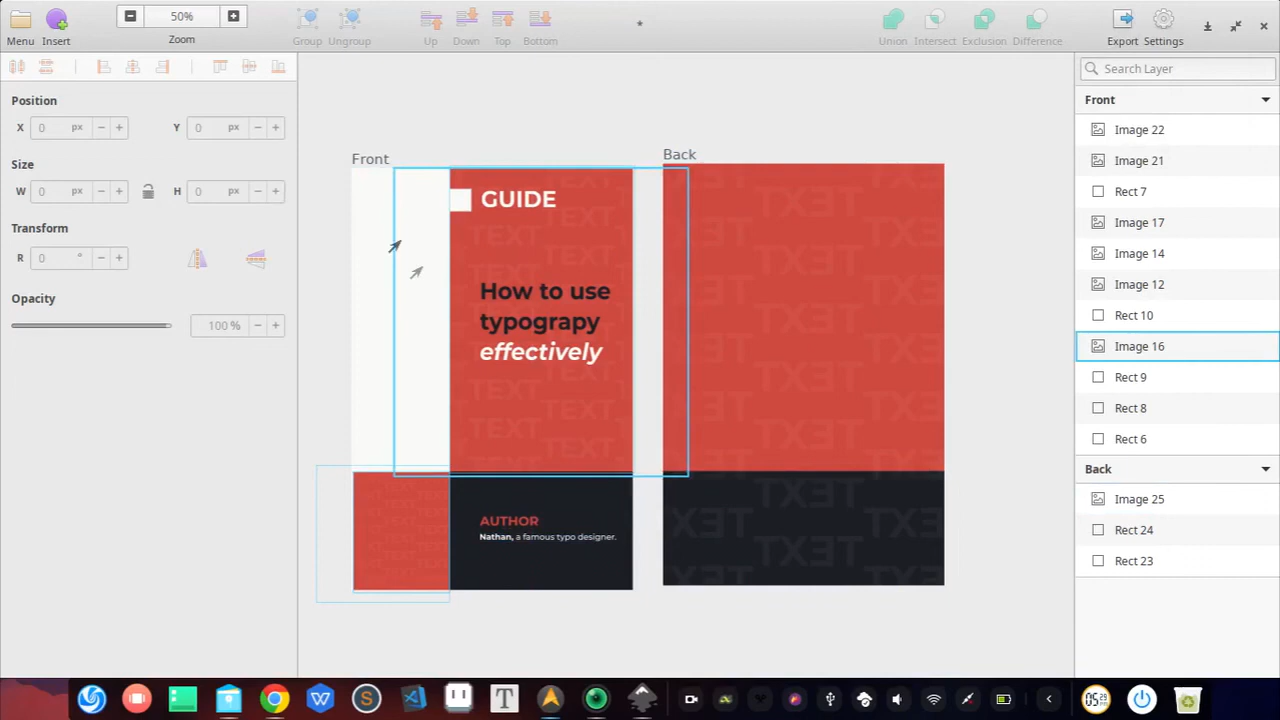 Menu
Insert
50%
Zoom
Group
Ungroup
Up
Down
Top
Bottom
Union
Intersect
Exclusion
Difference
Export
Settings
Position
X 0 px − +
Y 0 px − +
Size
W 0 px − +
H 0 px − +
Transform
R 0 ° − +
Opacity
100 % − +
Front
GUIDE
TEXT
How to use
typograpy
effectively
AUTHOR
Nathan, a famous typo designer.
Back
TEXT
Search Layer
Front
Image 22
Image 21
Rect 7
Image 17
Image 14
Image 12
Rect 10
Image 16
Rect 9
Rect 8
Rect 6
Back
Image 25
Rect 24
Rect 23